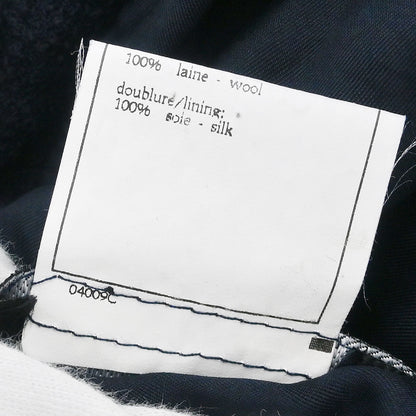 100% laine - wool
doublure/lining:
100% soie - silk
04009C